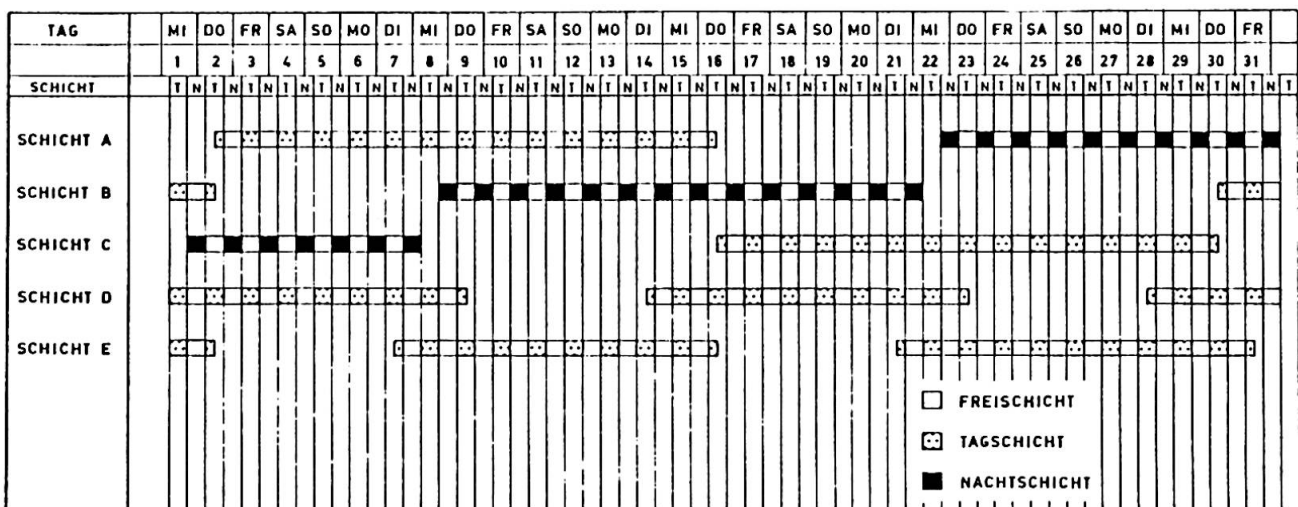 TAG MI DO FR SA SO MO DI MI DO FR SA SO MO DI MI DO FR SA SO MO DI MI DO FR SA SO MO DI MI DO FR
1 2 3 4 5 6 7 8 9 10 11 12 13 14 15 16 17 18 19 20 21 22 23 24 25 26 27 28 29 30 31
SCHICHT T N T N T N T N T N T N T N T N T N T N T N T N T N T N T N T N T N T N T N T N T N T N T N T N T N T N T N T N T N T N T N T
SCHICHT A
SCHICHT B
SCHICHT C
SCHICHT D
SCHICHT E
FREISCHICHT
TAGSCHICHT
NACHTSCHICHT